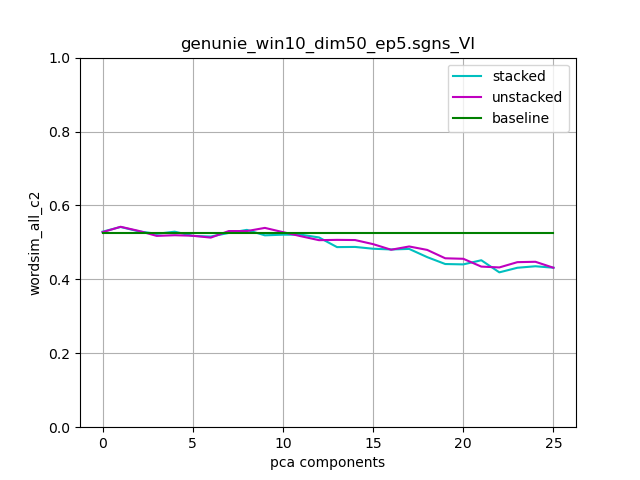 genunie_win10_dim50_ep5.sgns_VI
1.0
0.8
0.6
0.4
0.2
0.0
wordsim_all_c2
stacked
unstacked
baseline
0 5 10 15 20 25
pca components